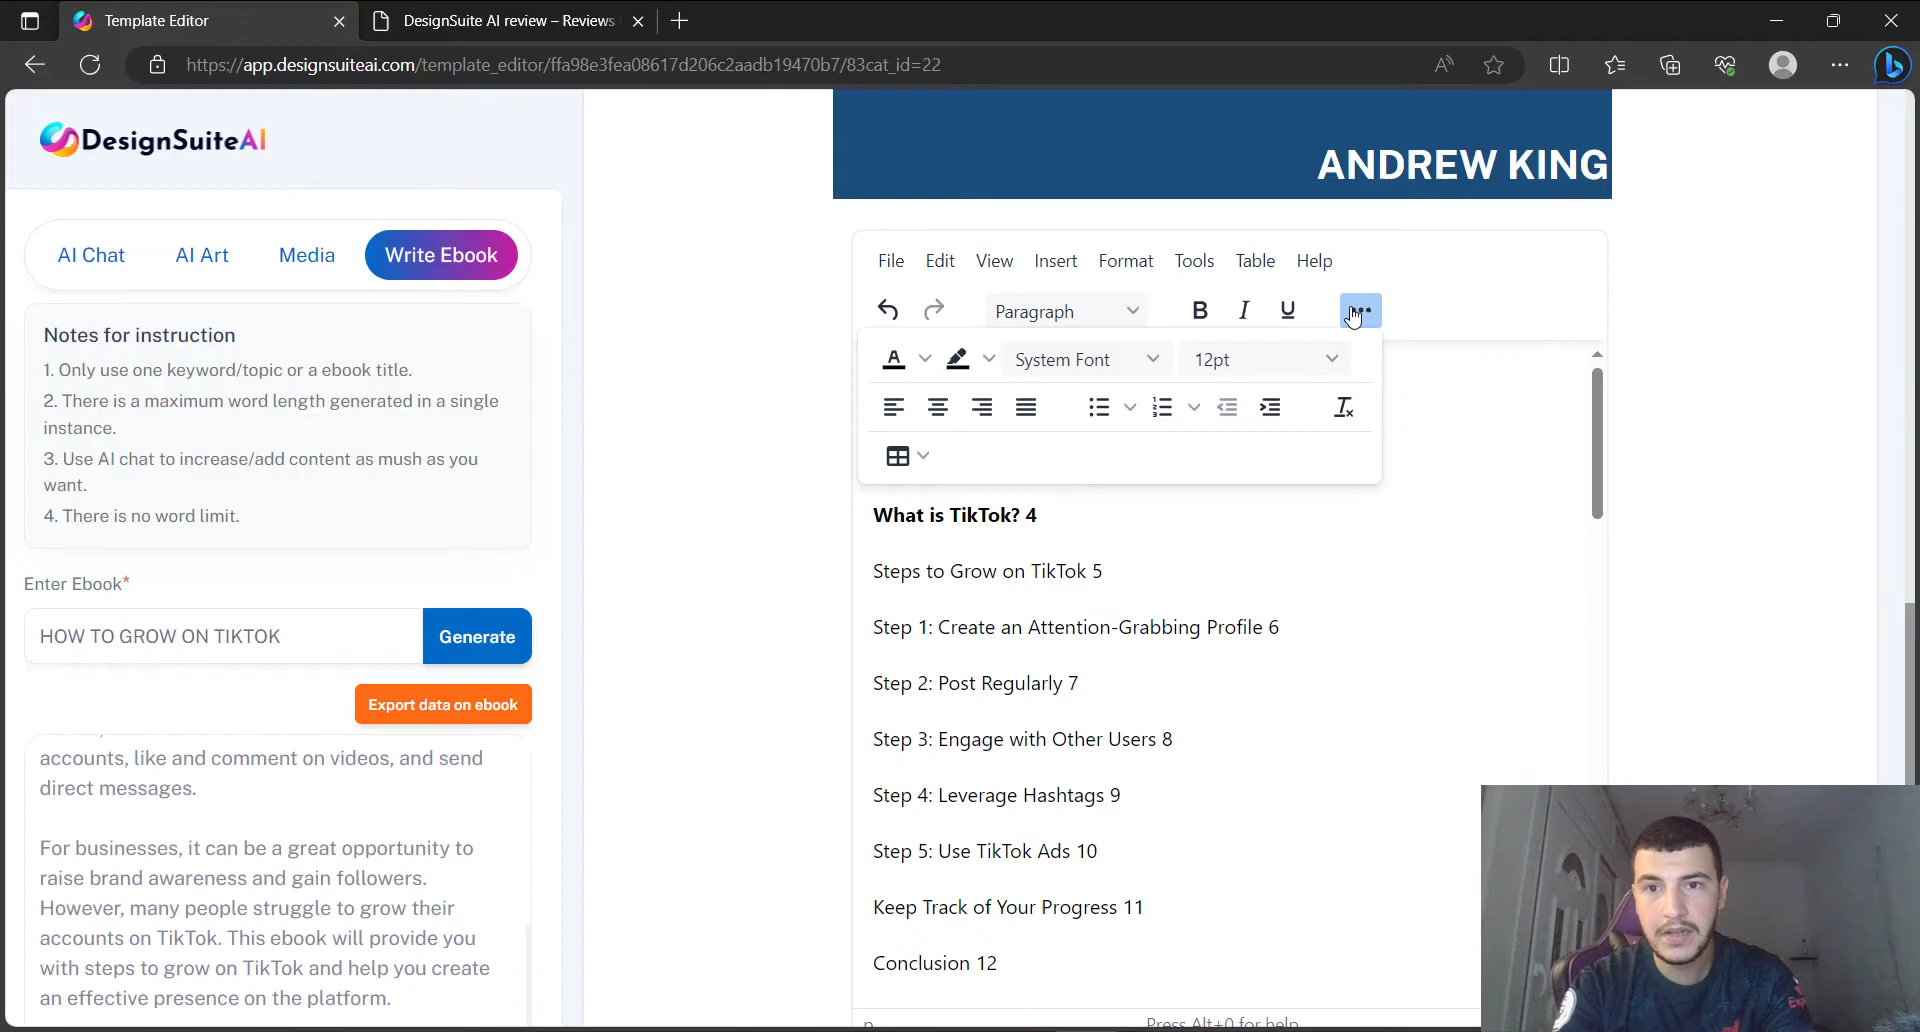 Template Editor
DesignSuite AI review – Reviews
https://app.designsuiteai.com/template_editor/ffa98e3fea08617d206c2aadb19470b7/83cat_id=22
DesignSuiteAI
AI Chat
AI Art
Media
Write Ebook
Notes for instruction
1. Only use one keyword/topic or a ebook title.
2. There is a maximum word length generated in a single
instance.
3. Use AI chat to increase/add content as mush as you
want.
4. There is no word limit.
Enter Ebook*
HOW TO GROW ON TIKTOK
Generate
Export data on ebook
accounts, like and comment on videos, and send
direct messages.
For businesses, it can be a great opportunity to
raise brand awareness and gain followers.
However, many people struggle to grow their
accounts on TikTok. This ebook will provide you
with steps to grow on TikTok and help you create
an effective presence on the platform.
ANDREW KING
File Edit View Insert Format Tools Table Help
Paragraph
B I U
A
System Font
12pt
What is TikTok? 4
Steps to Grow on TikTok 5
Step 1: Create an Attention-Grabbing Profile 6
Step 2: Post Regularly 7
Step 3: Engage with Other Users 8
Step 4: Leverage Hashtags 9
Step 5: Use TikTok Ads 10
Keep Track of Your Progress 11
Conclusion 12
Press Alt+0 for help